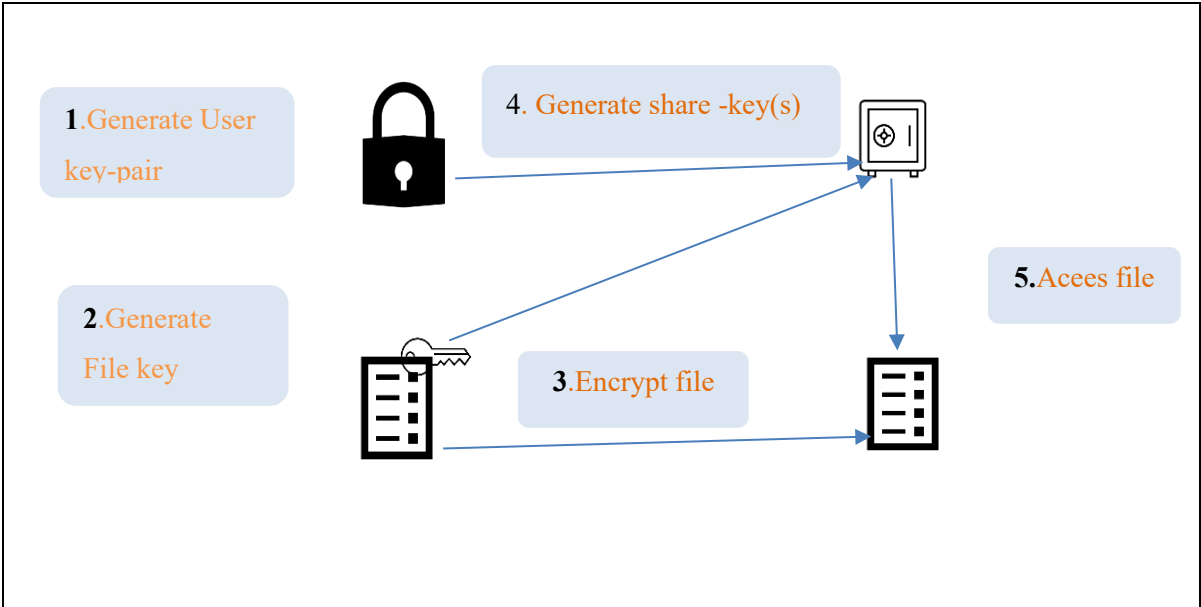 1.Generate User
key-pair
4. Generate share -key(s)
2.Generate
File key
3.Encrypt file
5.Acees file